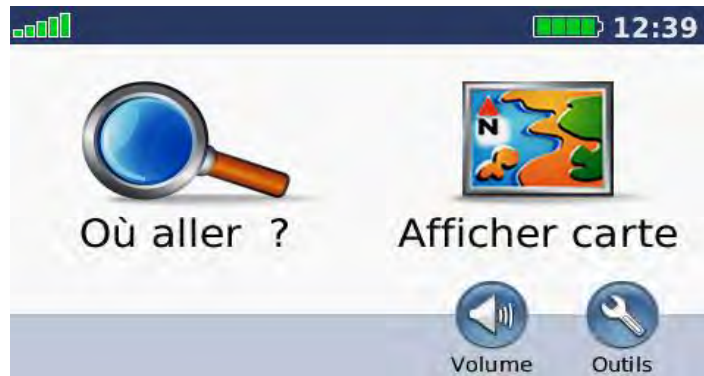 12:39
Où aller ?
Afficher carte
N
Volume
Outils